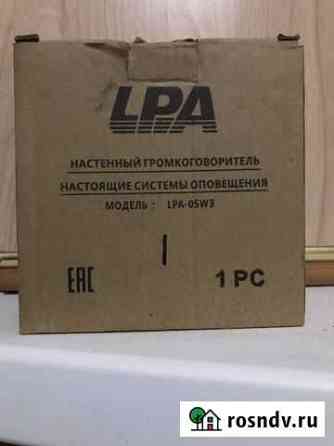 LPA
НАСТЕННЫЙ ГРОМКОГОВОРИТЕЛЬ
НАСТОЯЩИЕ СИСТЕМЫ ОПОВЕЩЕНИЯ
МОДЕЛЬ : LPA-05W3
EAC 1 PC
rosndv.ru